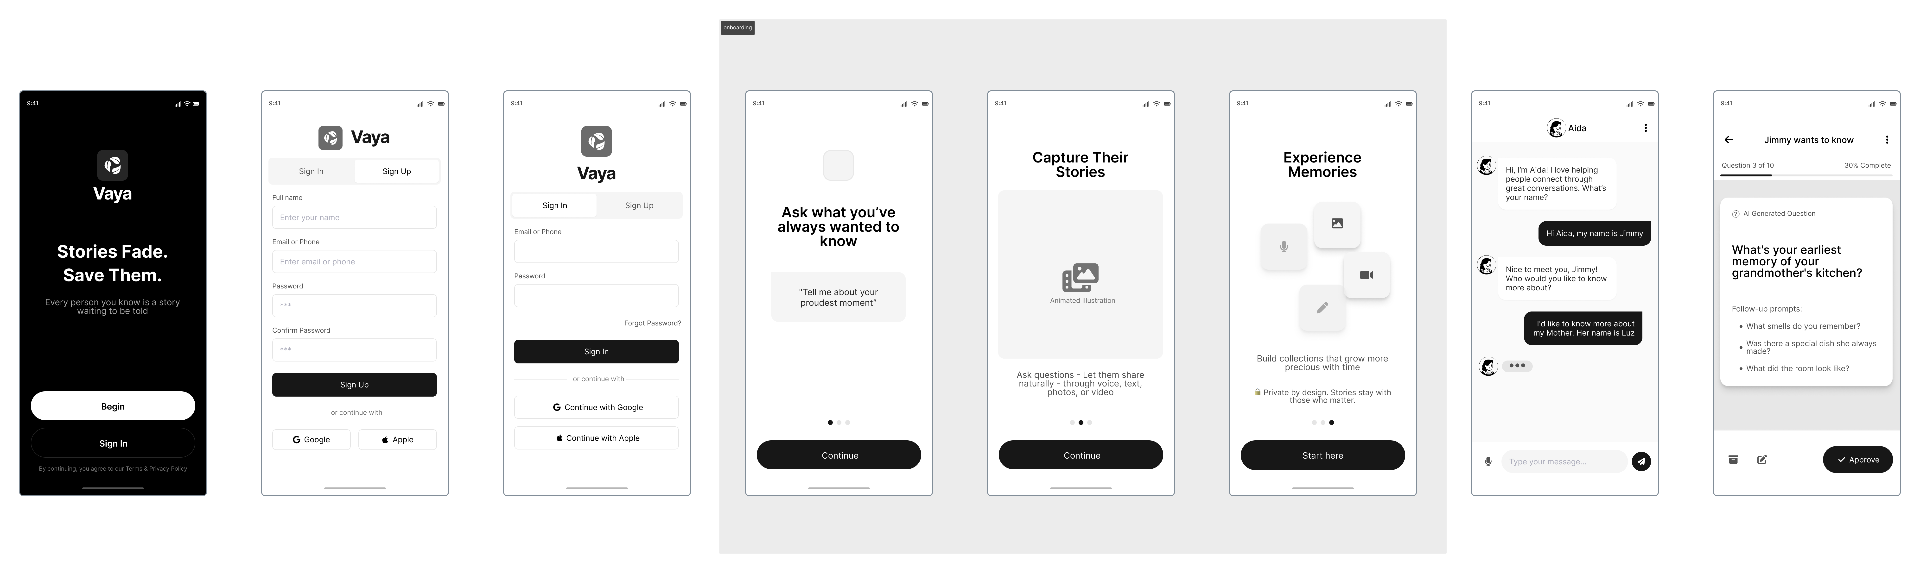 onboarding
9:41
Vaya
Stories Fade.
Save Them.
Every person you know is a story
waiting to be told
Begin
Sign In
By continuing, you agree to our Terms & Privacy Policy
9:41
Vaya
Sign In
Sign Up
Full name
Enter your name
Email or Phone
Enter email or phone
Password
***
Confirm Password
***
Sign Up
or continue with
Google
Apple
9:41
Vaya
Sign In
Sign Up
Email or Phone
Password
Forgot Password?
Sign In
or continue with
Continue with Google
Continue with Apple
9:41
Ask what you’ve
always wanted to
know
"Tell me about your
proudest moment"
Continue
9:41
Capture Their
Stories
Animated Illustration
Ask questions - Let them share
naturally - through voice, text,
photos, or video
Continue
9:41
Experience
Memories
Build collections that grow more
precious with time
🔒 Private by design. Stories stay with
those who matter.
Start here
9:41
Aida
Hi, I’m Aida! I love helping
people connect through
great conversations. What’s
your name?
Hi Aida, my name is Jimmy
Nice to meet you, Jimmy!
Who would you like to know
more about?
I'd like to know more about
my Mother. Her name is Luz
Type your message...
9:41
Jimmy wants to know
Question 3 of 10
30% Complete
AI Generated Question
What's your earliest
memory of your
grandmother's kitchen?
Follow-up prompts:
• What smells do you remember?
• Was there a special dish she always
made?
• What did the room look like?
Approve